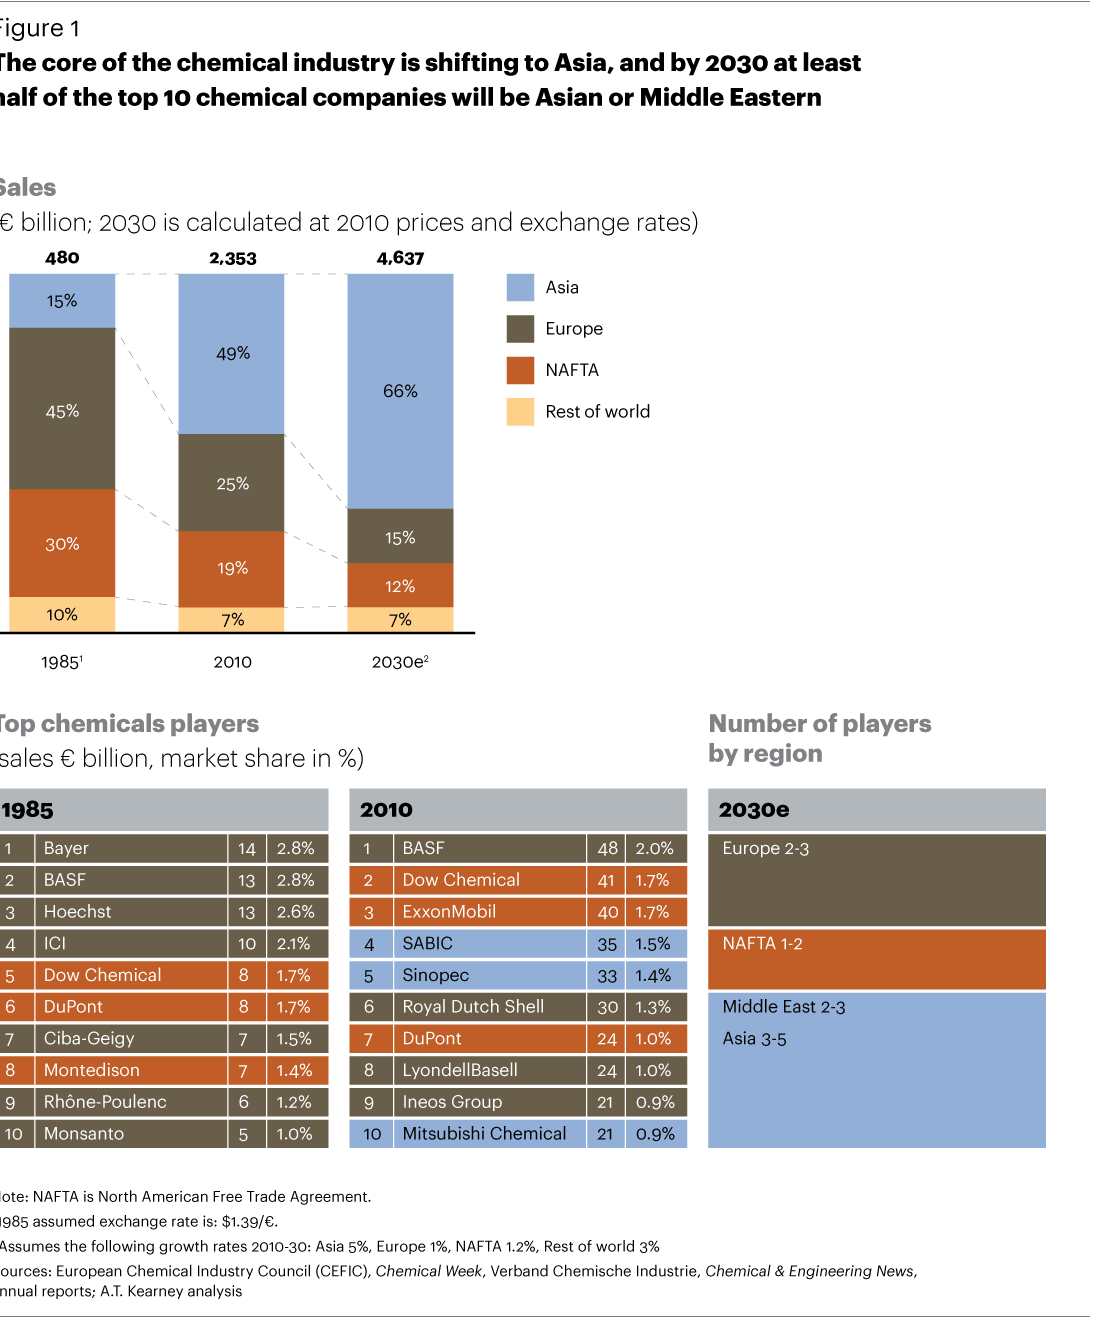 Figure 1
The core of the chemical industry is shifting to Asia, and by 2030 at least
half of the top 10 chemical companies will be Asian or Middle Eastern
Sales
(€ billion; 2030 is calculated at 2010 prices and exchange rates)
480 2,353 4,637
15% 49% 66%
45% 25% 15%
30% 19% 12%
10% 7% 7%
1985¹ 2010 2030e²
Asia
Europe
NAFTA
Rest of world
Top chemicals players
(sales € billion, market share in %)
1985
1 Bayer 14 2.8%
2 BASF 13 2.8%
3 Hoechst 13 2.6%
4 ICI 10 2.1%
5 Dow Chemical 8 1.7%
6 DuPont 8 1.7%
7 Ciba-Geigy 7 1.5%
8 Montedison 7 1.4%
9 Rhône-Poulenc 6 1.2%
10 Monsanto 5 1.0%
2010
1 BASF 48 2.0%
2 Dow Chemical 41 1.7%
3 ExxonMobil 40 1.7%
4 SABIC 35 1.5%
5 Sinopec 33 1.4%
6 Royal Dutch Shell 30 1.3%
7 DuPont 24 1.0%
8 LyondellBasell 24 1.0%
9 Ineos Group 21 0.9%
10 Mitsubishi Chemical 21 0.9%
Number of players
by region
2030e
Europe 2-3
NAFTA 1-2
Middle East 2-3
Asia 3-5
Note: NAFTA is North American Free Trade Agreement.
1985 assumed exchange rate is: $1.39/€.
Assumes the following growth rates 2010-30: Asia 5%, Europe 1%, NAFTA 1.2%, Rest of world 3%
Sources: European Chemical Industry Council (CEFIC), Chemical Week, Verband Chemische Industrie, Chemical & Engineering News,
annual reports; A.T. Kearney analysis